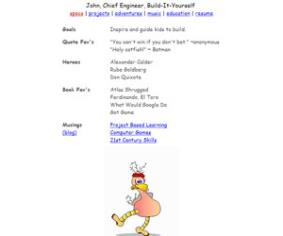 John, Chief Engineer, Build-It-Yourself
space | projects | adventures | music | education | resume
Goals Inspire and guide kids to build.
Quote Fav's "You can't win if you don't bet." ~anonymous
"Holy catfish!" ~ Batman
Heroes Alexander Calder
Rube Goldberg
Don Quixote
Book Fav's Atlas Shrugged
Ferdinando, El Toro
What Would Google Do
Got Game
Musings Project Based Learning
(blog) Computer Games
21st Century Skills